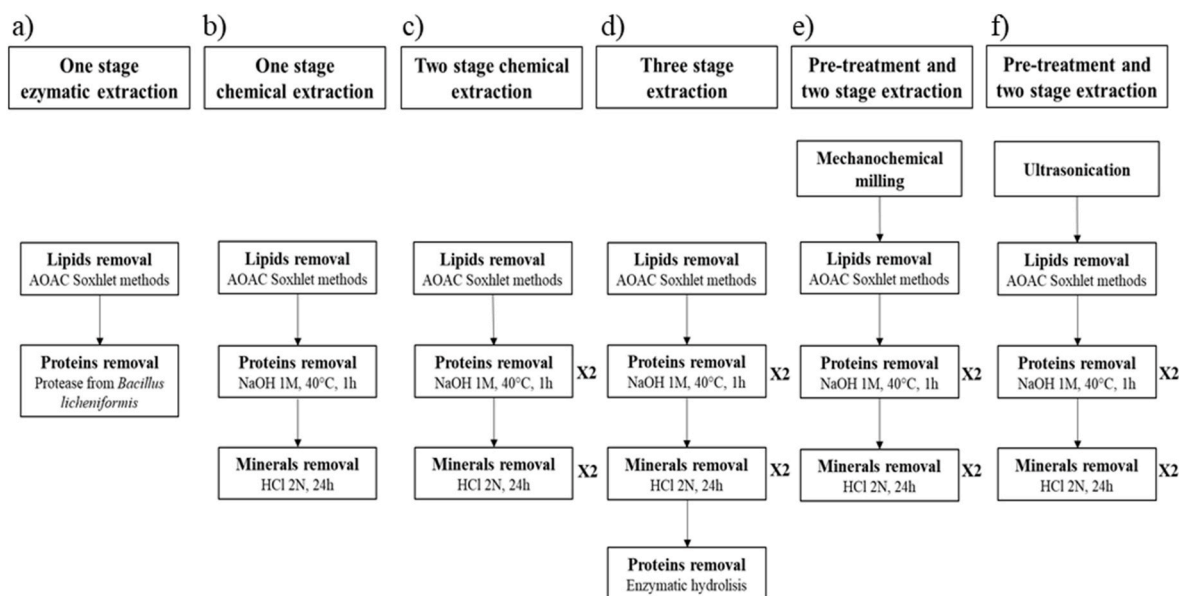 a)
One stage
ezymatic extraction
Lipids removal
AOAC Soxhlet methods
Proteins removal
Protease from Bacillus
licheniformis
b)
One stage
chemical extraction
Lipids removal
AOAC Soxhlet methods
Proteins removal
NaOH 1M, 40°C, 1h
Minerals removal
HCl 2N, 24h
c)
Two stage chemical
extraction
Lipids removal
AOAC Soxhlet methods
Proteins removal
NaOH 1M, 40°C, 1h
X2
Minerals removal
HCl 2N, 24h
X2
d)
Three stage
extraction
Lipids removal
AOAC Soxhlet methods
Proteins removal
NaOH 1M, 40°C, 1h
X2
Minerals removal
HCl 2N, 24h
X2
Proteins removal
Enzymatic hydrolisis
e)
Pre-treatment and
two stage extraction
Mechanochemical
milling
Lipids removal
AOAC Soxhlet methods
Proteins removal
NaOH 1M, 40°C, 1h
X2
Minerals removal
HCl 2N, 24h
X2
f)
Pre-treatment and
two stage extraction
Ultrasonication
Lipids removal
AOAC Soxhlet methods
Proteins removal
NaOH 1M, 40°C, 1h
X2
Minerals removal
HCl 2N, 24h
X2